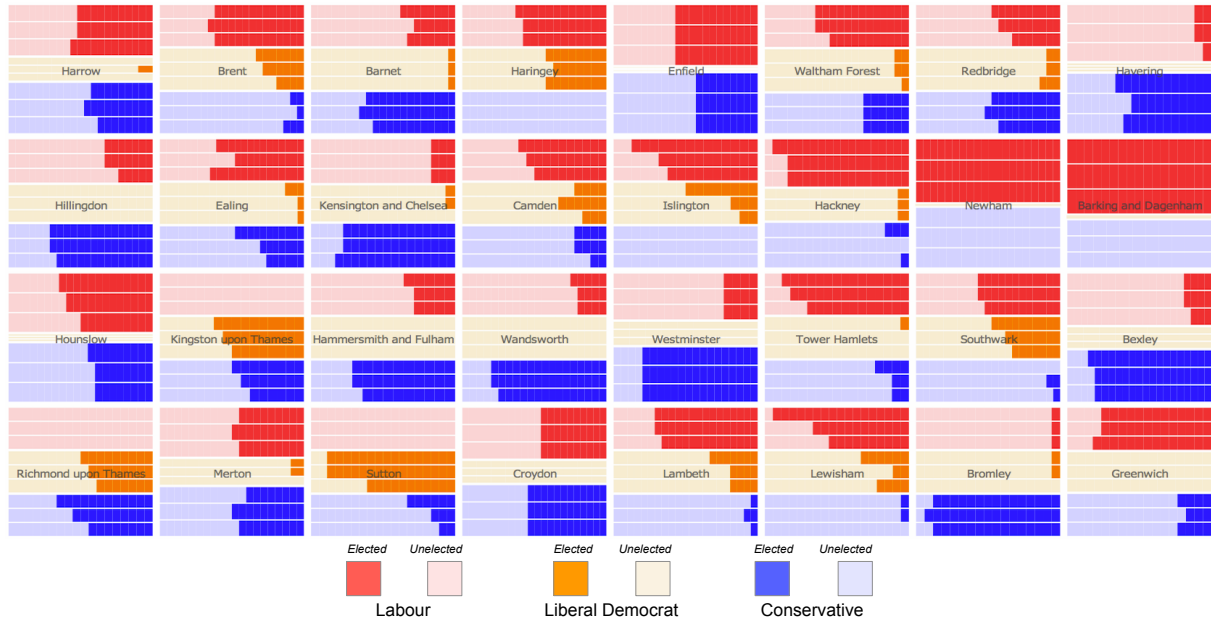 Harrow Brent Barnet Haringey Enfield Waltham Forest Redbridge Havering
Hillingdon Ealing Kensington and Chelsea Camden Islington Hackney Newham Barking and Dagenham
Hounslow Kingston upon Thames Hammersmith and Fulham Wandsworth Westminster Tower Hamlets Southwark Bexley
Richmond upon Thames Merton Sutton Croydon Lambeth Lewisham Bromley Greenwich
Elected Unelected Elected Unelected Elected Unelected
Labour Liberal Democrat Conservative